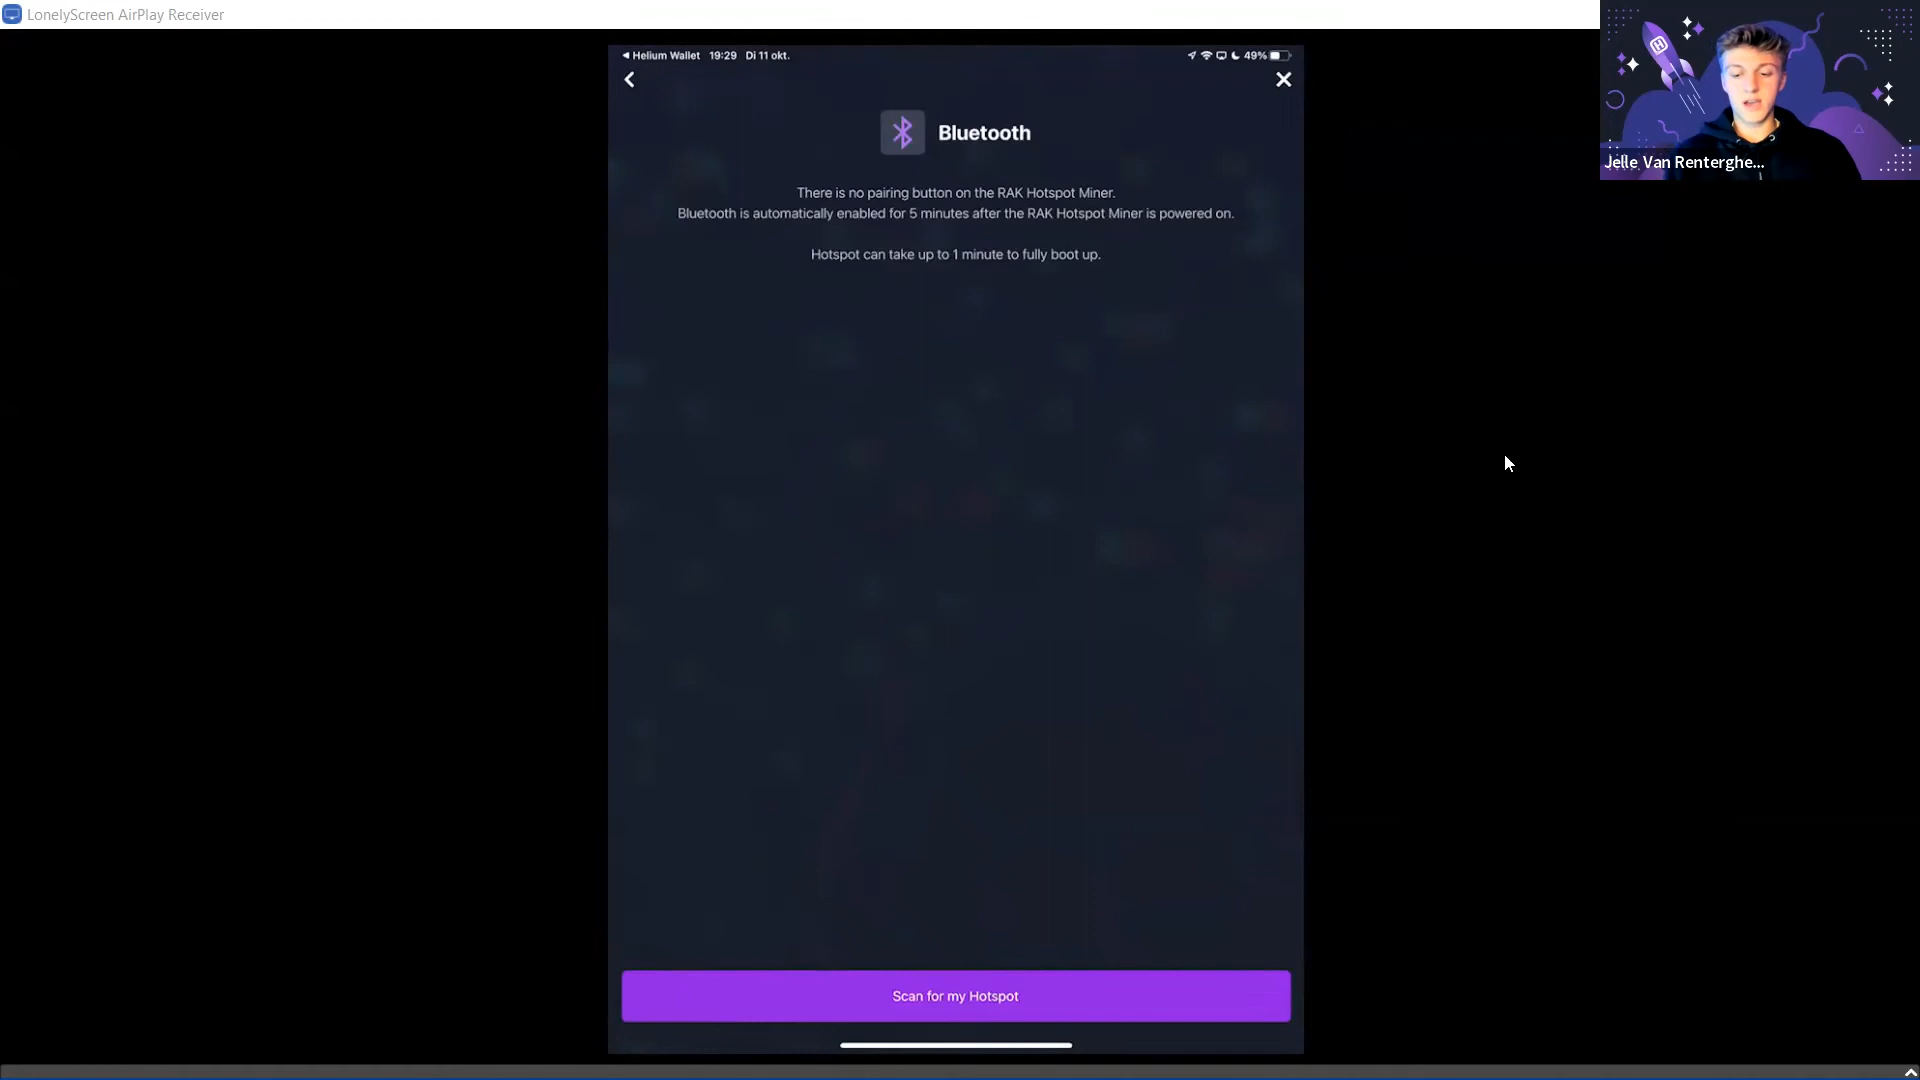 LonelyScreen AirPlay Receiver
Helium Wallet 19:29 Di 11 okt. 49%
Bluetooth
There is no pairing button on the RAK Hotspot Miner.
Bluetooth is automatically enabled for 5 minutes after the RAK Hotspot Miner is powered on.
Hotspot can take up to 1 minute to fully boot up.
Scan for my Hotspot
Jelle Van Renterghe...